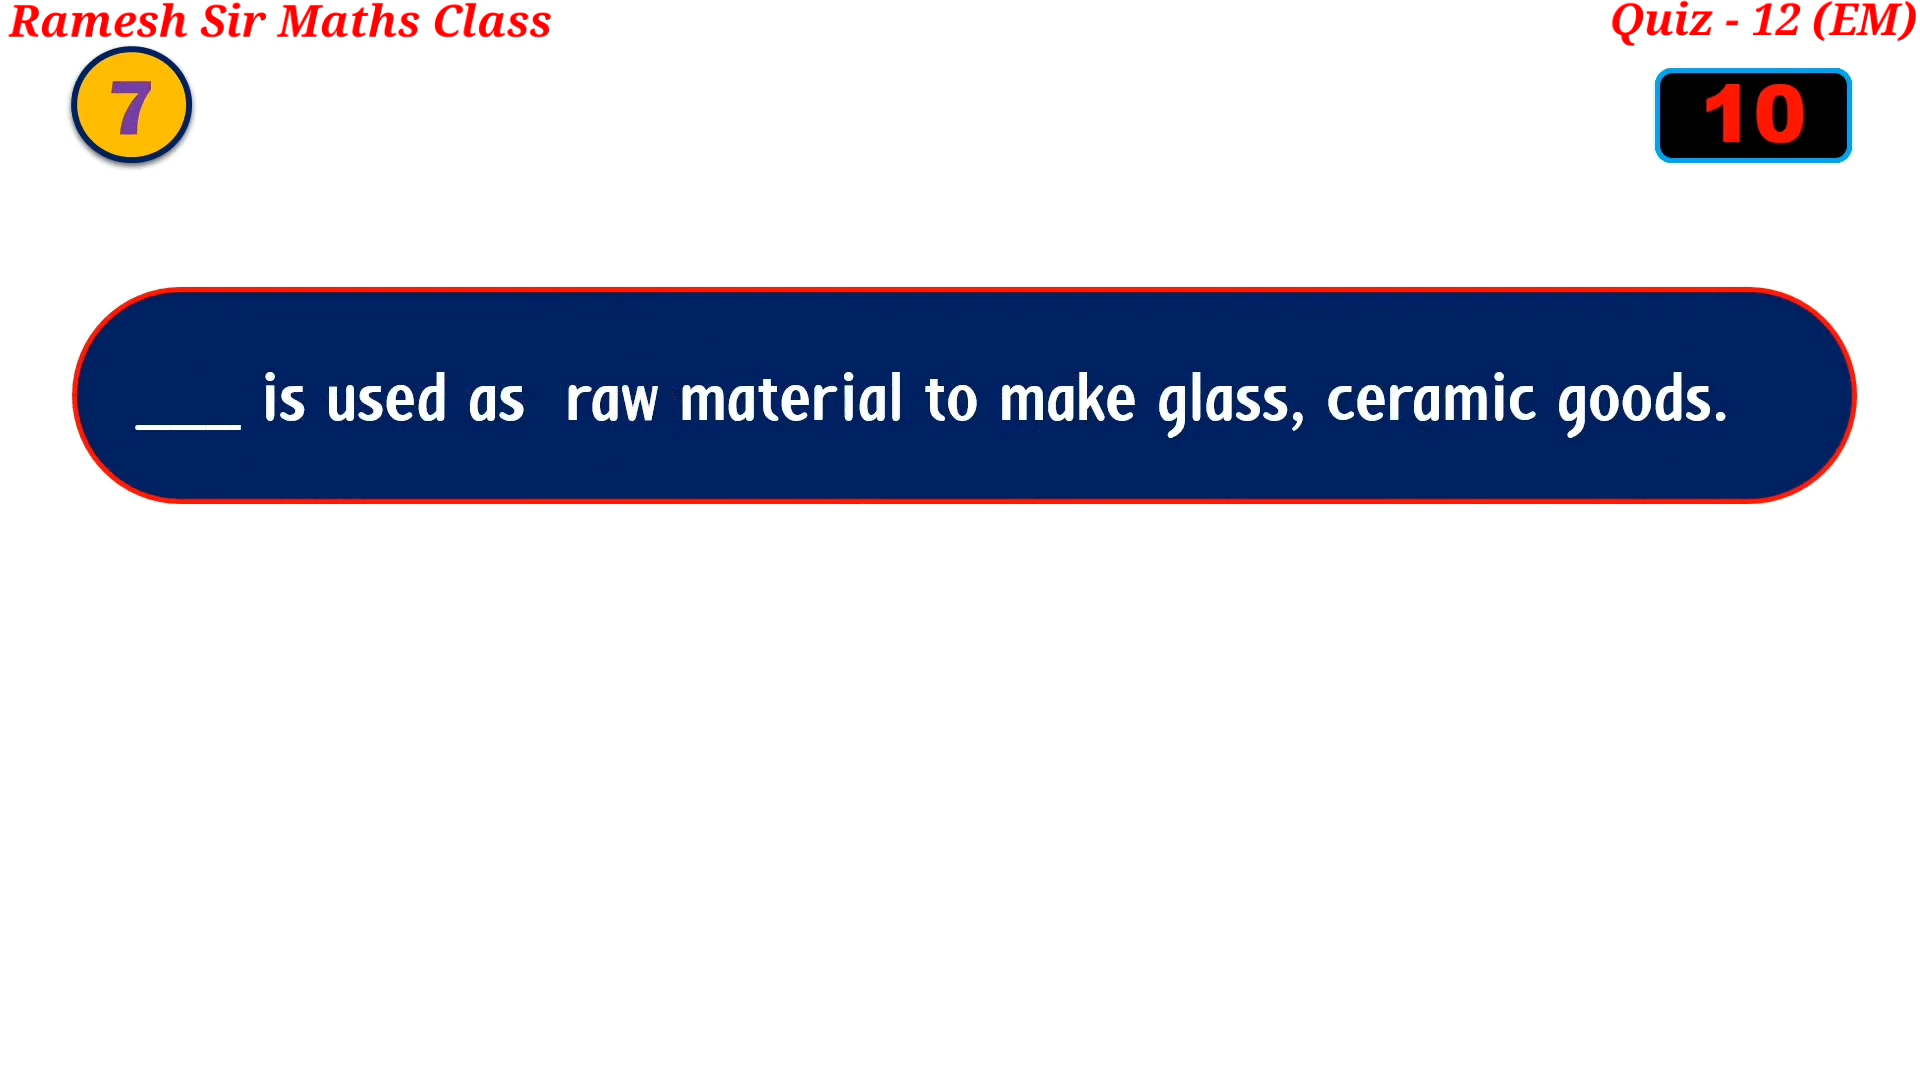 Ramesh Sir Maths Class
Quiz - 12 (EM)
7
10
____ is used as raw material to make glass, ceramic goods.